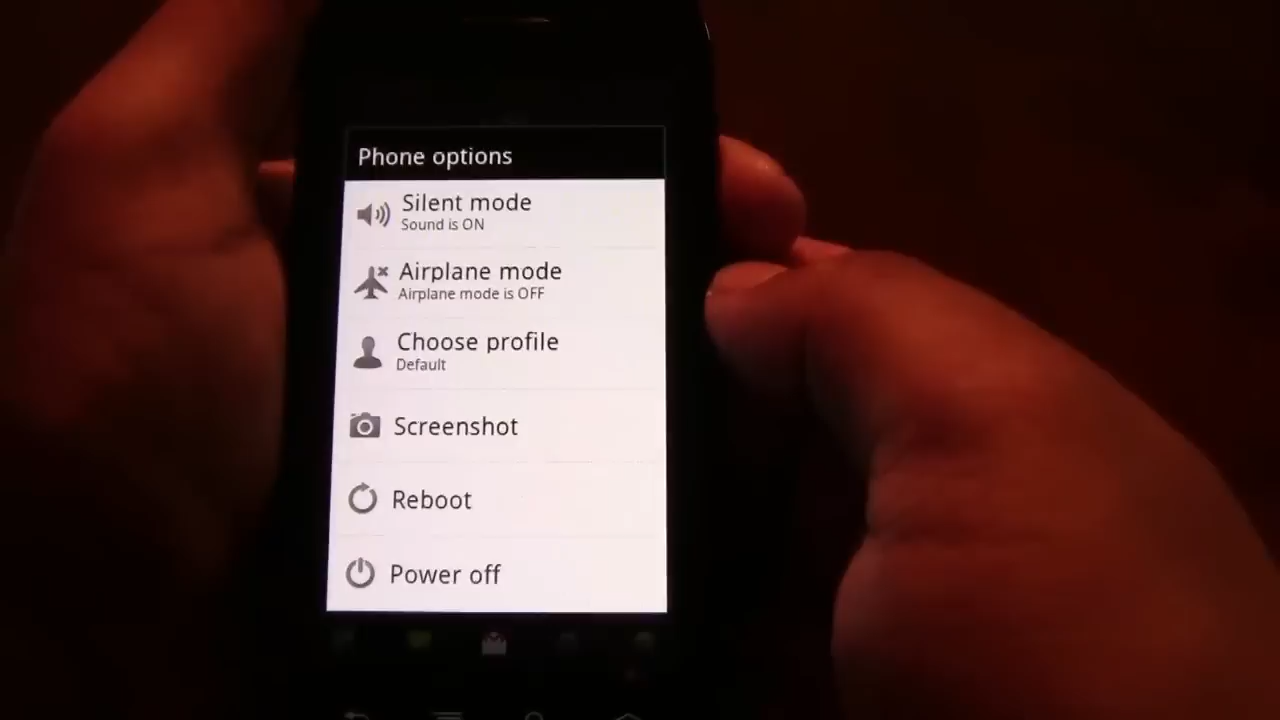 Phone options
Silent mode
Sound is ON
Airplane mode
Airplane mode is OFF
Choose profile
Default
Screenshot
Reboot
Power off